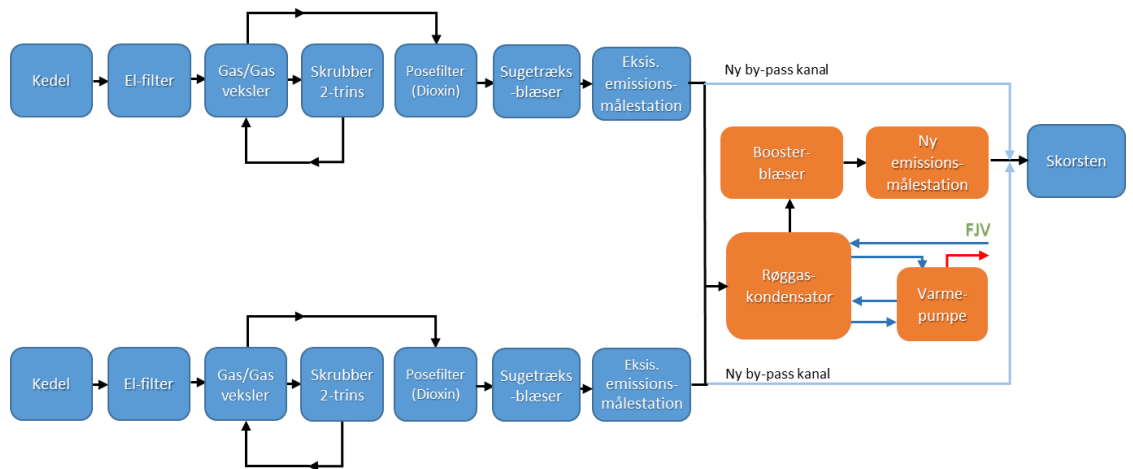 Kedel
El-filter
Gas/Gas
veksler
Skrubber
2-trins
Posefilter
(Dioxin)
Sugetræks
-blæser
Eksis.
emissions-
målestation
Ny by-pass kanal
Booster-
blæser
Ny
emissions-
målestation
Skorsten
FJV
Røggas-
kondensator
Varme-
pumpe
Kedel
El-filter
Gas/Gas
veksler
Skrubber
2-trins
Posefilter
(Dioxin)
Sugetræks
-blæser
Eksis.
emissions-
målestation
Ny by-pass kanal